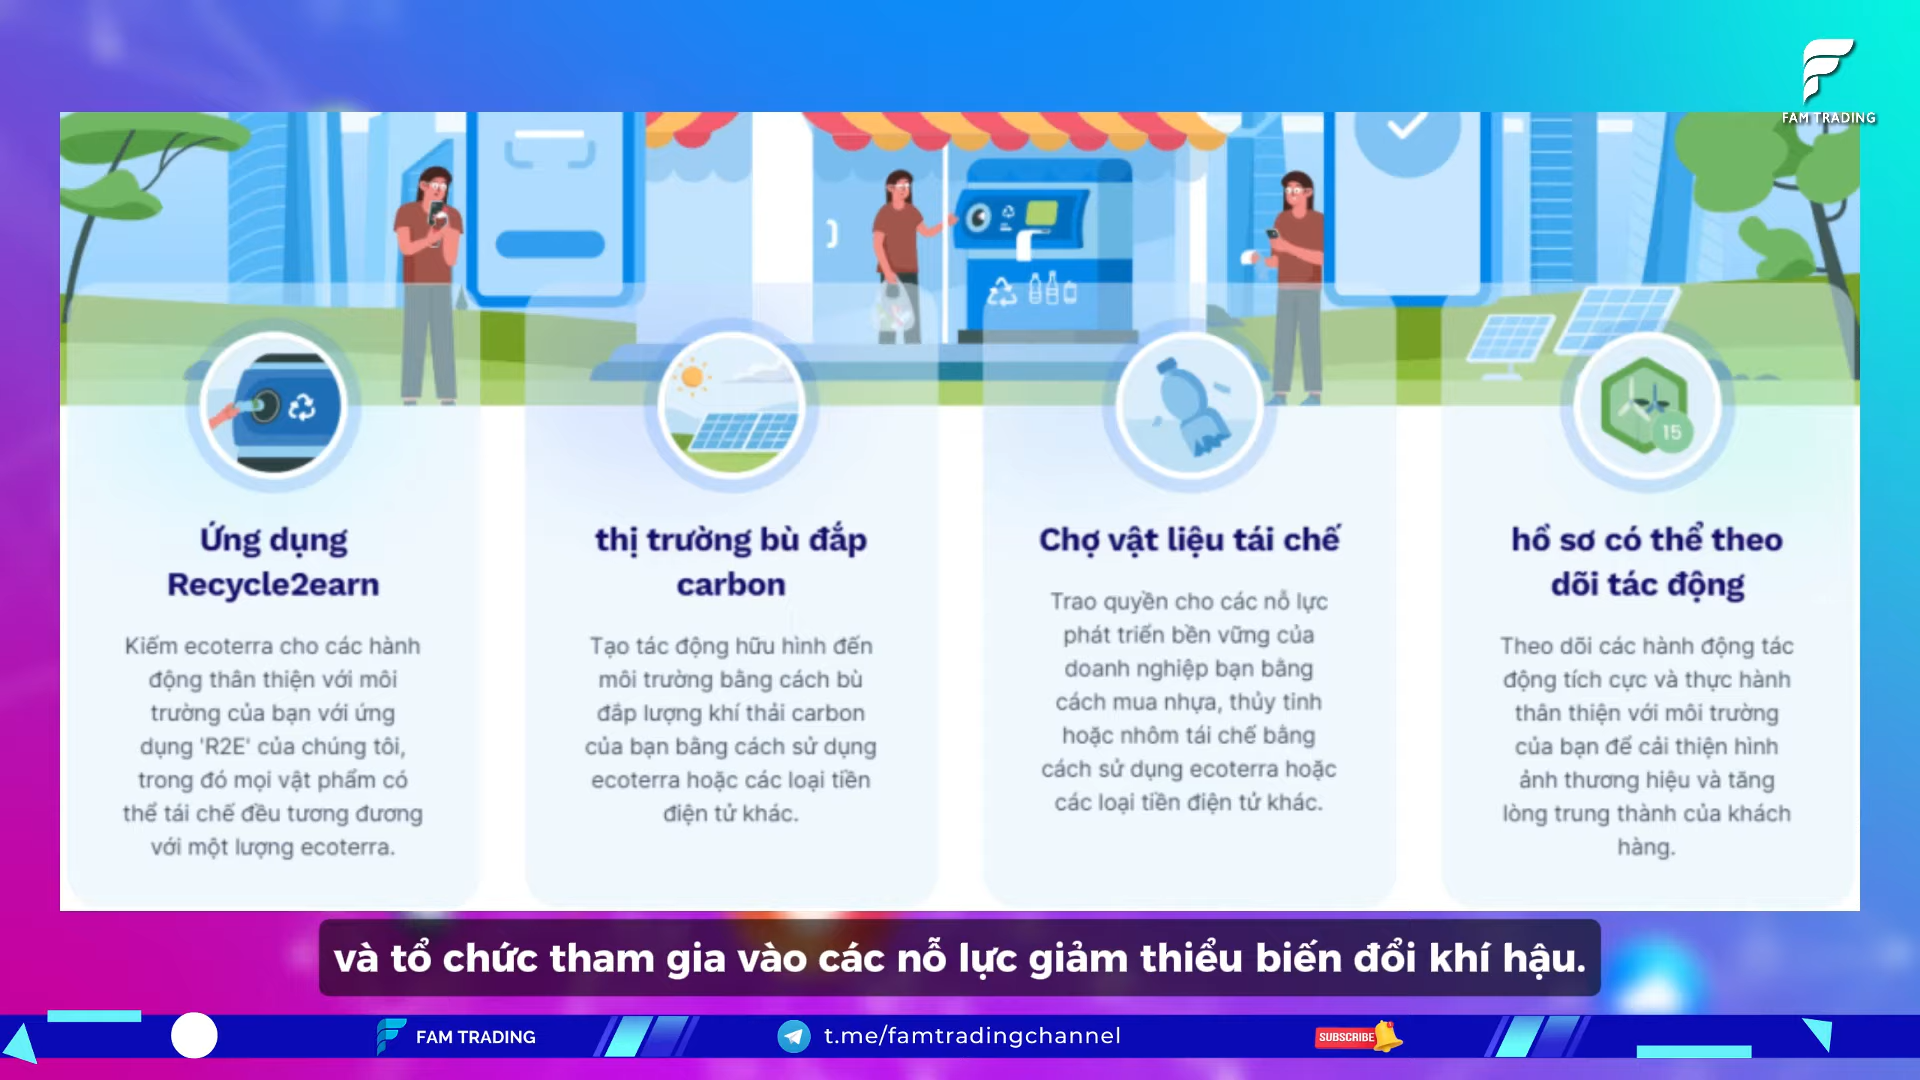 FAM TRADING
15
Ứng dụng
Recycle2earn
Kiếm ecoterra cho các hành
động thân thiện với môi
trường của bạn với ứng
dụng 'R2E' của chúng tôi,
trong đó mọi vật phẩm có
thể tái chế đều tương đương
với một lượng ecoterra.
thị trường bù đắp
carbon
Tạo tác động hữu hình đến
môi trường bằng cách bù
đắp lượng khí thải carbon
của bạn bằng cách sử dụng
ecoterra hoặc các loại tiền
điện tử khác.
Chợ vật liệu tái chế
Trao quyền cho các nỗ lực
phát triển bền vững của
doanh nghiệp bạn bằng
cách mua nhựa, thủy tinh
hoặc nhôm tái chế bằng
cách sử dụng ecoterra hoặc
các loại tiền điện tử khác.
hồ sơ có thể theo
dõi tác động
Theo dõi các hành động tác
động tích cực và thực hành
thân thiện với môi trường
của bạn để cải thiện hình
ảnh thương hiệu và tăng
lòng trung thành của khách
hàng.
và tổ chức tham gia vào các nỗ lực giảm thiểu biến đổi khí hậu.
FAM TRADING
t.me/famtradingchannel
SUBSCRIBE